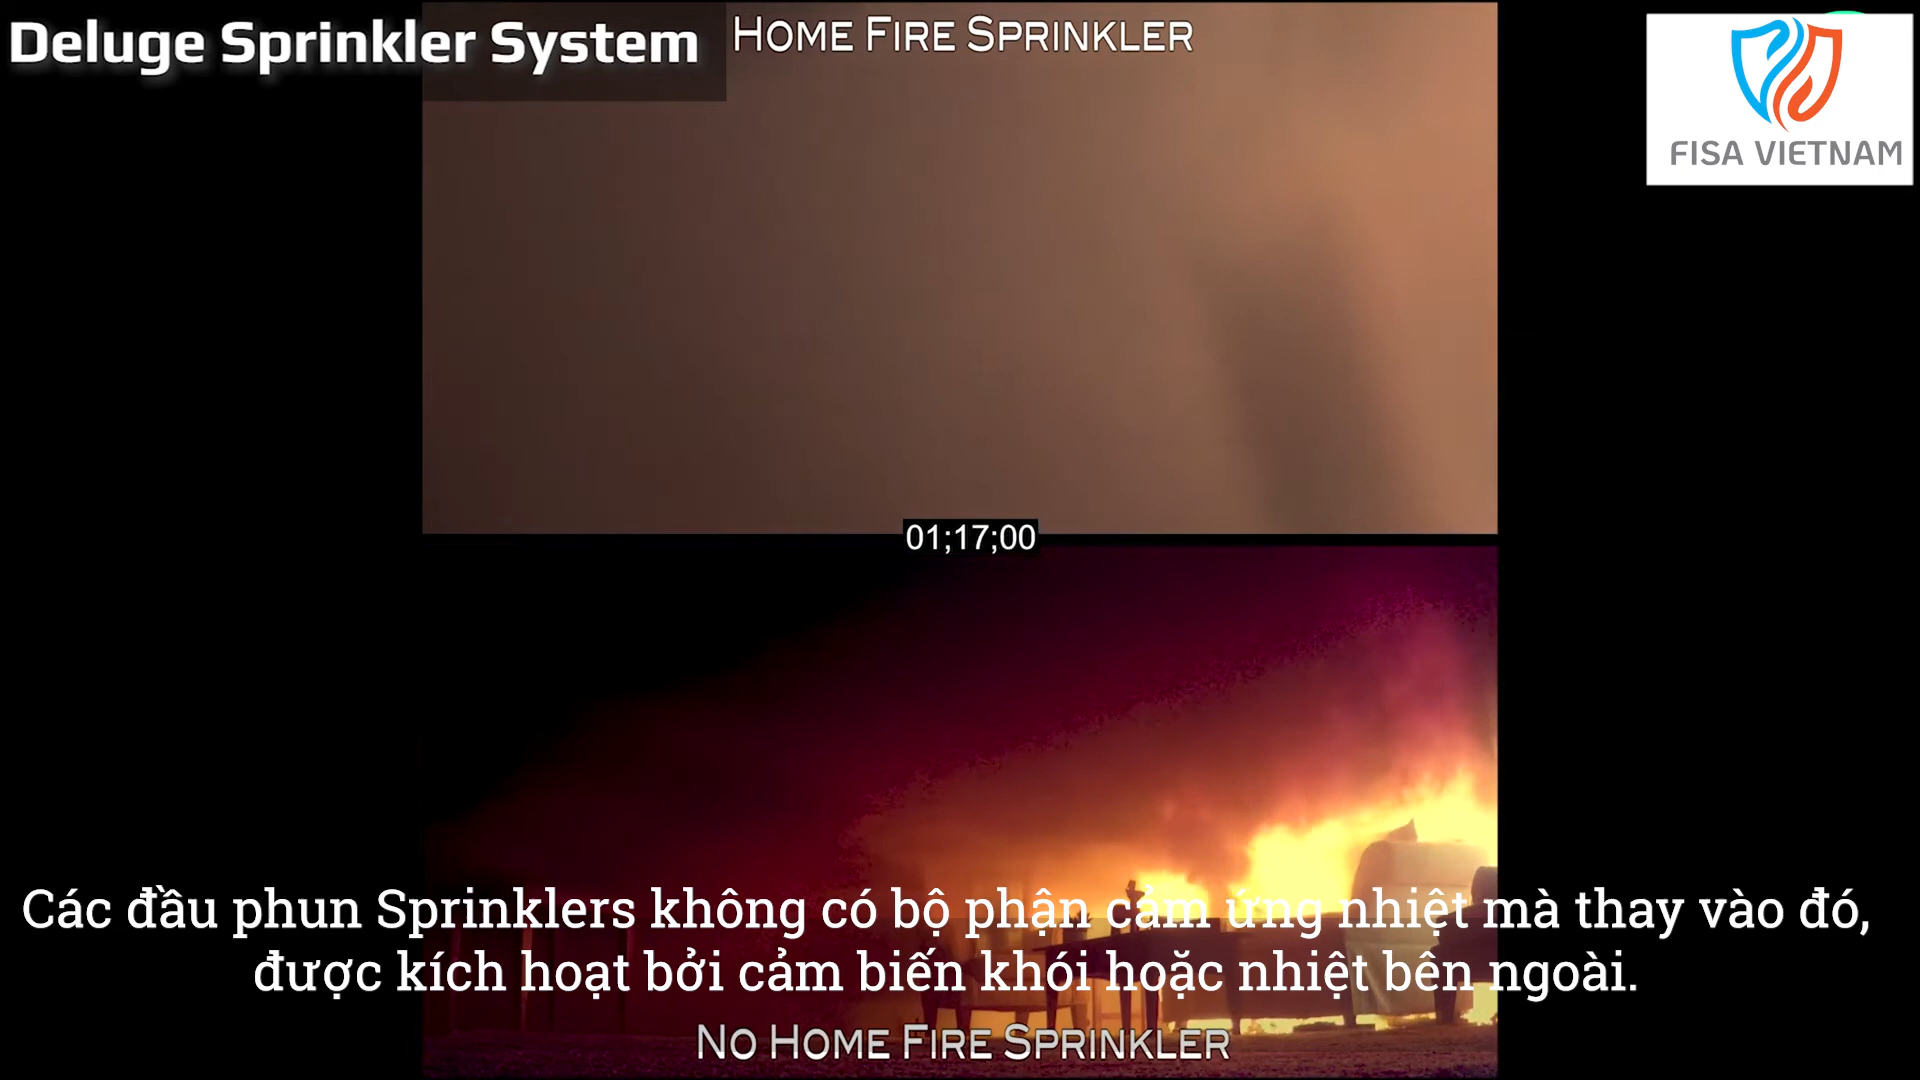 Deluge Sprinkler System
HOME FIRE SPRINKLER
FISA VIETNAM
01;17;00
Các đầu phun Sprinklers không có bộ phận cảm ứng nhiệt mà thay vào đó,
được kích hoạt bởi cảm biến khói hoặc nhiệt bên ngoài.
NO HOME FIRE SPRINKLER